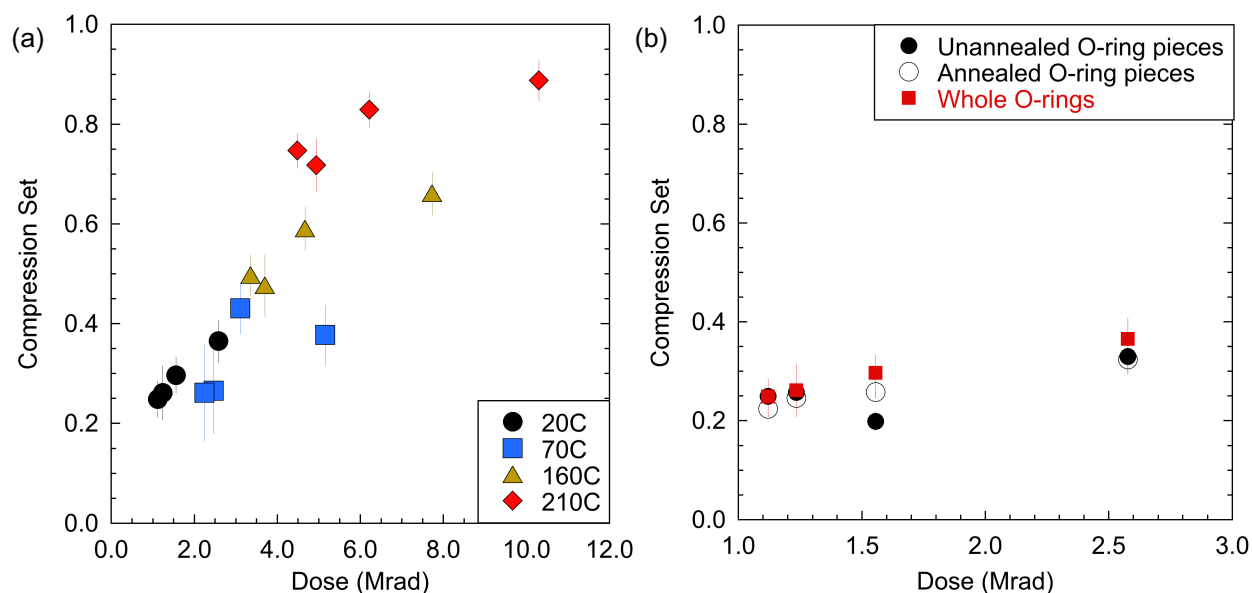 (a)
1.0
0.8
0.6
0.4
0.2
0.0
Compression Set
0.0 2.0 4.0 6.0 8.0 10.0 12.0
Dose (Mrad)
20C
70C
160C
210C
(b)
1.0
0.8
0.6
0.4
0.2
0.0
Compression Set
1.0 1.5 2.0 2.5 3.0
Dose (Mrad)
Unannealed O-ring pieces
Annealed O-ring pieces
Whole O-rings